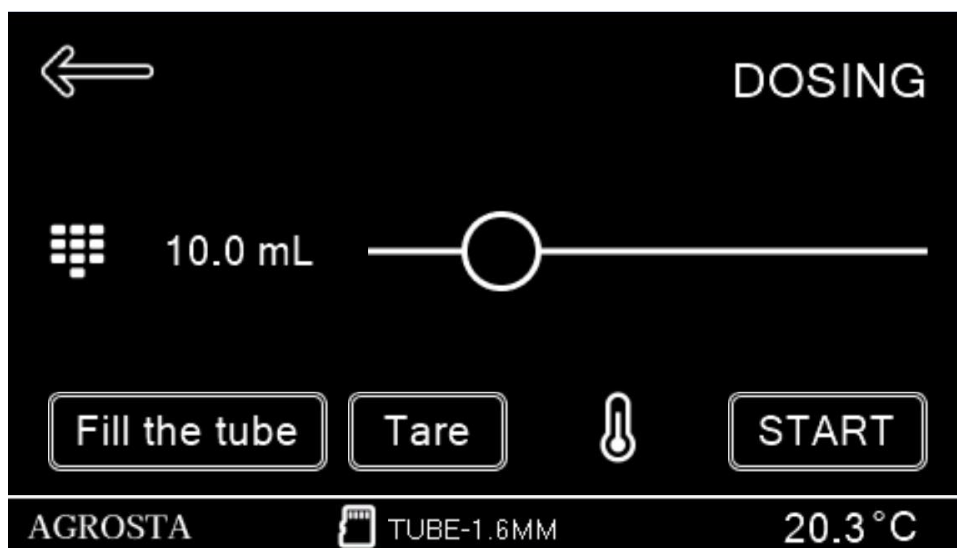 DOSING
10.0 mL
Fill the tube Tare START
AGROSTA TUBE-1.6MM 20.3°C